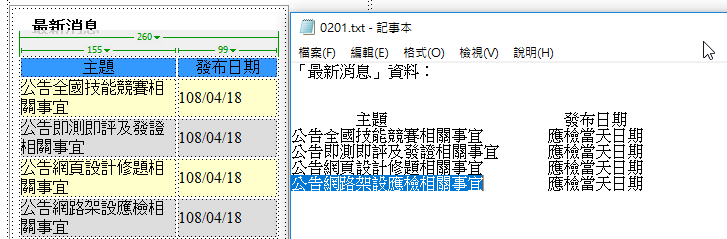 最新消息
260
155 99
主題 發布日期
公告全國技能競賽相
關事宜 108/04/18
公告即測即評及發證
相關事宜 108/04/18
公告網頁設計修題相
關事宜 108/04/18
公告網路架設應檢相
關事宜 108/04/18
0201.txt - 記事本
檔案(F) 編輯(E) 格式(O) 檢視(V) 說明(H)
「最新消息」資料：
主題 發布日期
公告全國技能競賽相關事宜 應檢當天日期
公告即測即評及發證相關事宜 應檢當天日期
公告網頁設計修題相關事宜 應檢當天日期
公告網路架設應檢相關事宜 應檢當天日期